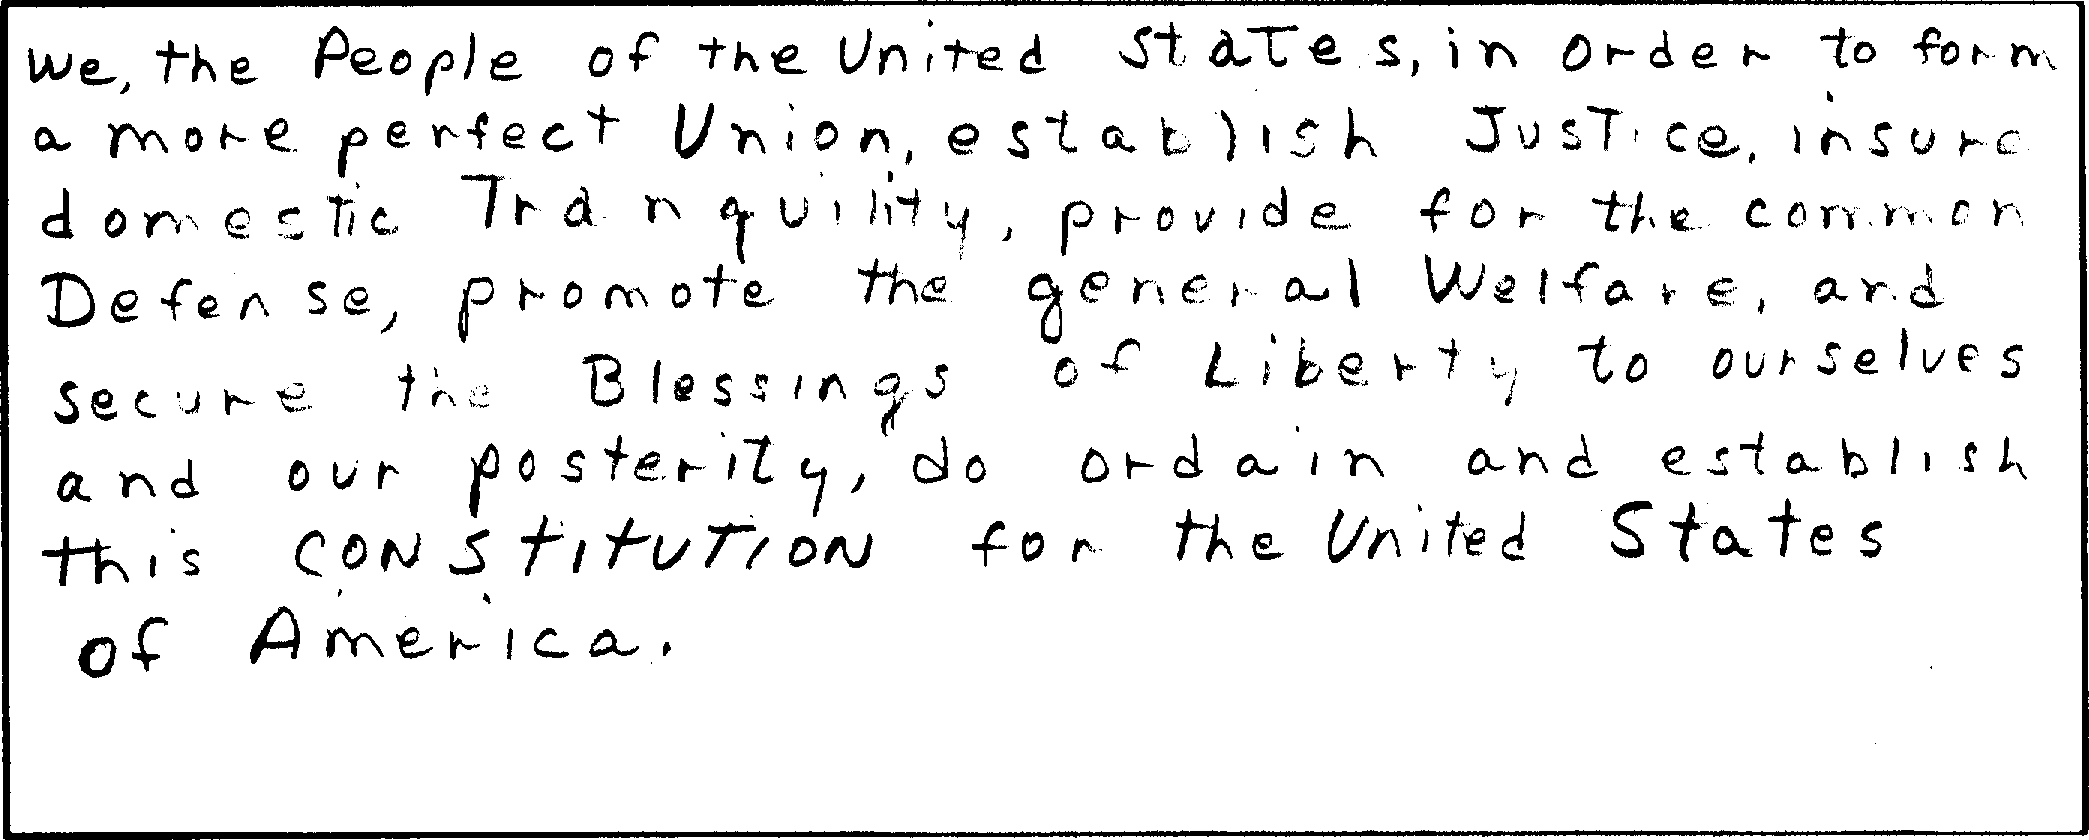 We, the People of the United States, in order to form
a more perfect Union, establish Justice, insure
domestic Tranquility, provide for the common
Defense, promote the general Welfare, and
secure the Blessings of Liberty to ourselves
and our posterity, do ordain and establish
this CONStitUTION for the United States
of America.